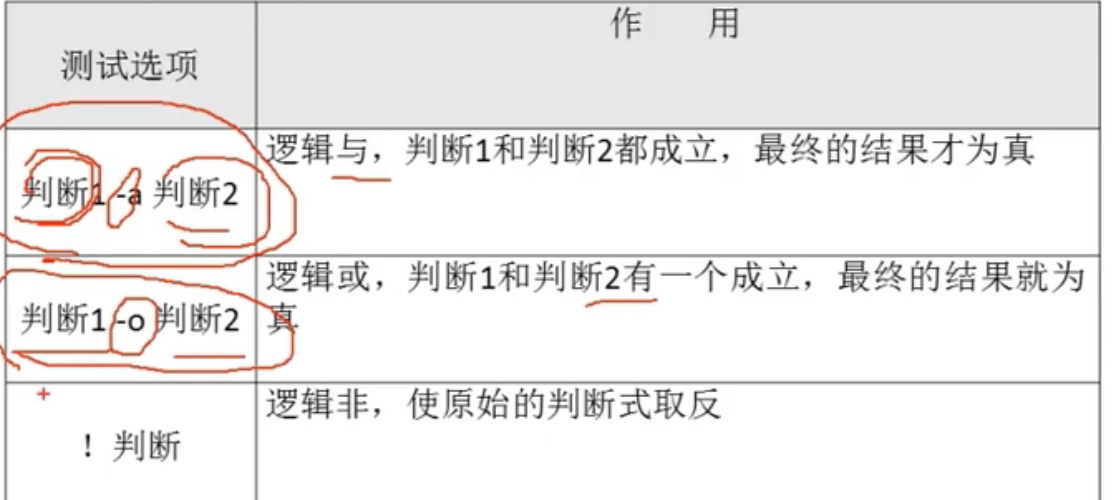 测试选项
作 用
判断1 -a 判断2
逻辑与，判断1和判断2都成立，最终的结果才为真
判断1 -o 判断2
逻辑或，判断1和判断2有一个成立，最终的结果就为
真
！判断
逻辑非，使原始的判断式取反